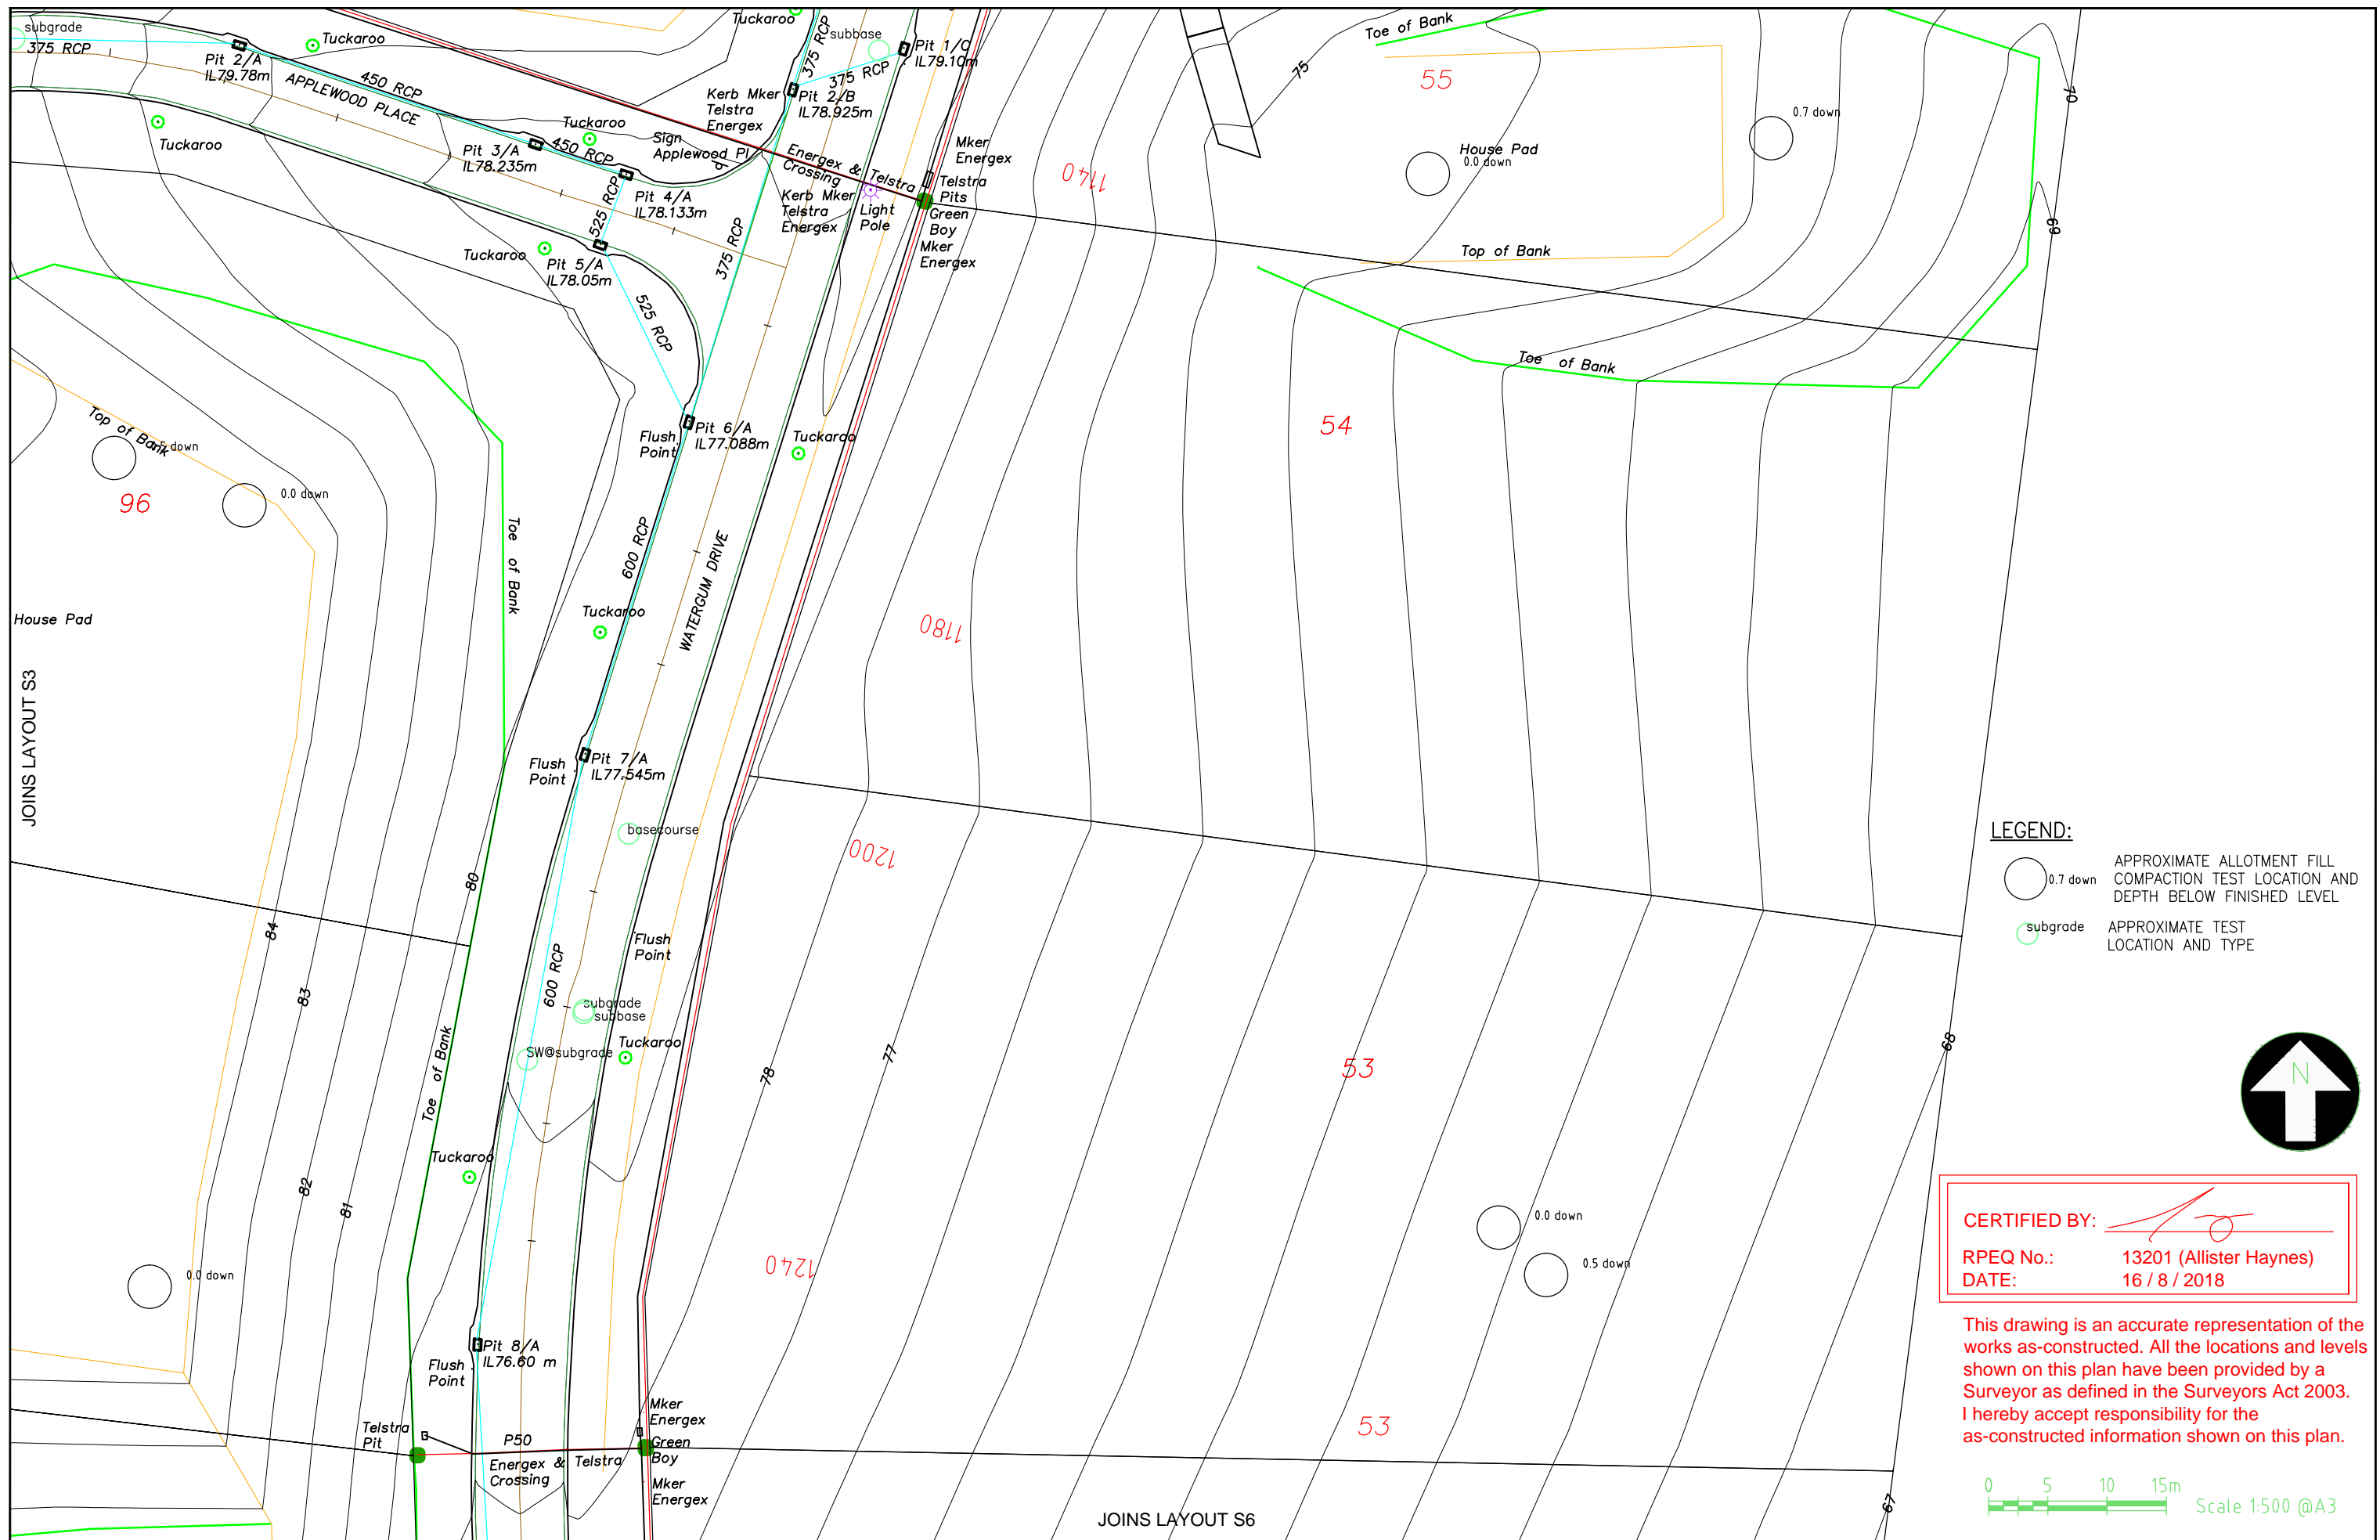 subgrade
375 RCP
Pit 2/A
IL79.78m
Tuckaroo
450 RCP
APPLEWOOD PLACE
Tuckaroo
Pit 3/A
IL78.235m
Tuckaroo
450 RCP
Sign
Applewood Pl
Pit 4/A
IL78.133m
525 RCP
Tuckaroo
Pit 5/A
IL78.05m
525 RCP
Tuckaroo
375 RCP
subbase
Pit 1/C
IL79.10m
375 RCP
Pit 2/B
IL78.925m
Kerb Mker
Telstra
Energex
Energex & Telstra
Crossing
Kerb Mker
Telstra
Energex
Light
Pole
Mker
Energex
Telstra
Pits
Green
Boy
Mker
Energex
375 RCP
Toe of Bank
75
55
70
0.7 down
House Pad
0.0 down
1140
69
Top of Bank
Toe of Bank
54
Flush
Point
Pit 6/A
IL77.088m
Tuckaroo
Top of Bank
down
0.0 down
96
Toe of Bank
600 RCP
WATERGUM DRIVE
Tuckaroo
1180
House Pad
JOINS LAYOUT S3
Flush
Point
Pit 7/A
IL77.545m
basecourse
1200
80
84
83
Flush
Point
600 RCP
subgrade
subbase
SW@subgrade
Tuckaroo
Toe of Bank
78
77
53
68
Tuckaroo
82
81
0.0 down
1240
0.0 down
0.5 down
Pit 8/A
IL76.60 m
Flush
Point
Telstra
Pit
P50
Energex & Telstra
Crossing
Mker
Energex
Green
Boy
Mker
Energex
53
67
JOINS LAYOUT S6
LEGEND:
0.7 down
APPROXIMATE ALLOTMENT FILL
COMPACTION TEST LOCATION AND
DEPTH BELOW FINISHED LEVEL
subgrade
APPROXIMATE TEST
LOCATION AND TYPE
N
CERTIFIED BY:
RPEQ No.: 13201 (Allister Haynes)
DATE: 16 / 8 / 2018
This drawing is an accurate representation of the
works as-constructed. All the locations and levels
shown on this plan have been provided by a
Surveyor as defined in the Surveyors Act 2003.
I hereby accept responsibility for the
as-constructed information shown on this plan.
0 5 10 15m
Scale 1:500 @A3